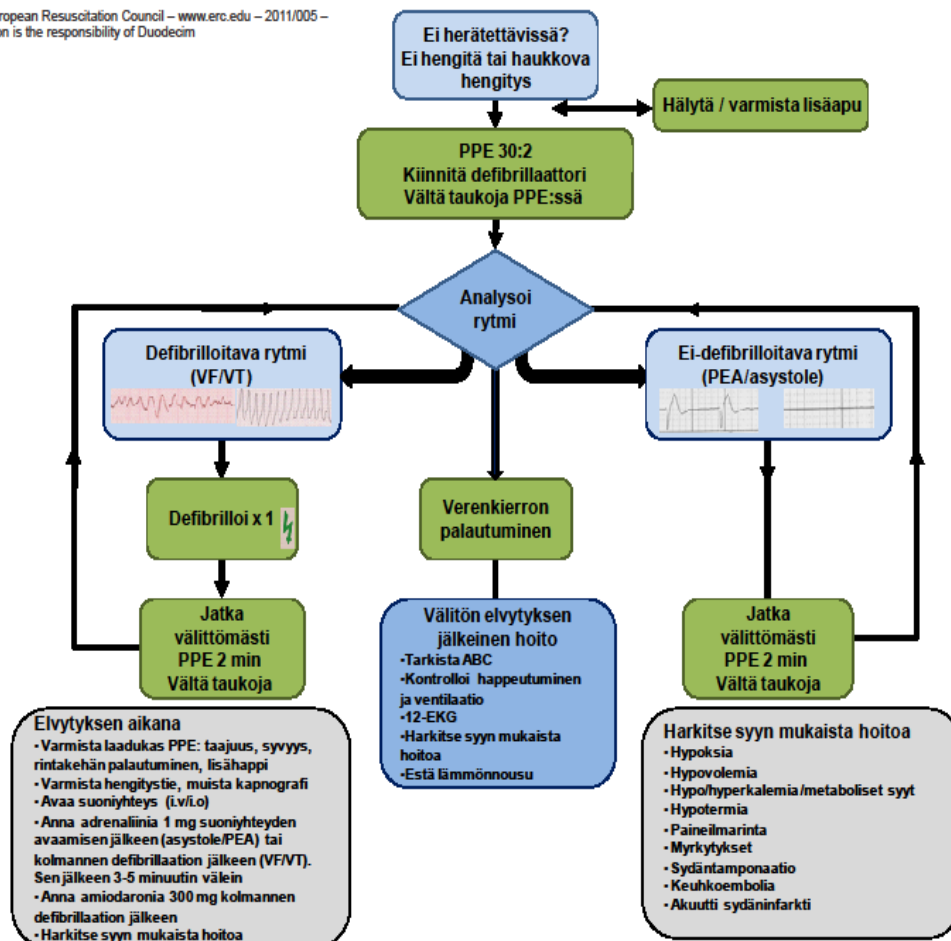 ropean Resuscitation Council – www.erc.edu – 2011/005 –
on is the responsibility of Duodecim
Ei herätettävissä?
Ei hengitä tai haukkova
hengitys
Hälytä / varmista lisäapu
PPE 30:2
Kiinnitä defibrillaattori
Vältä taukoja PPE:ssä
Analysoi
rytmi
Defibrilloitava rytmi
(VF/VT)
Ei-defibrilloitava rytmi
(PEA/asystole)
Defibrilloi x 1
Verenkierron
palautuminen
Jatka
välittömästi
PPE 2 min
Vältä taukoja
Välitön elvytyksen
jälkeinen hoito
•Tarkista ABC
•Kontrolloi happeutuminen
ja ventilaatio
•12-EKG
•Harkitse syyn mukaista
hoitoa
•Estä lämmönnousu
Jatka
välittömästi
PPE 2 min
Vältä taukoja
Elvytyksen aikana
• Varmista laadukas PPE: taajuus, syvyys,
rintakehän palautuminen, lisähappi
• Varmista hengitystie, muista kapnografi
• Avaa suoniyhteys (i.v/i.o)
• Anna adrenaliinia 1 mg suoniyhteyden
avaamisen jälkeen (asystole/PEA) tai
kolmannen defibrillaation jälkeen (VF/VT).
Sen jälkeen 3-5 minuutin välein
• Anna amiodaronia 300 mg kolmannen
defibrillaation jälkeen
• Harkitse syyn mukaista hoitoa
Harkitse syyn mukaista hoitoa
• Hypoksia
• Hypovolemia
• Hypo/hyperkalemia/metaboliset syyt
• Hypotermia
• Paineilmarinta
• Myrkytykset
• Sydäntamponaatio
• Keuhkoembolia
• Akuutti sydäninfarkti